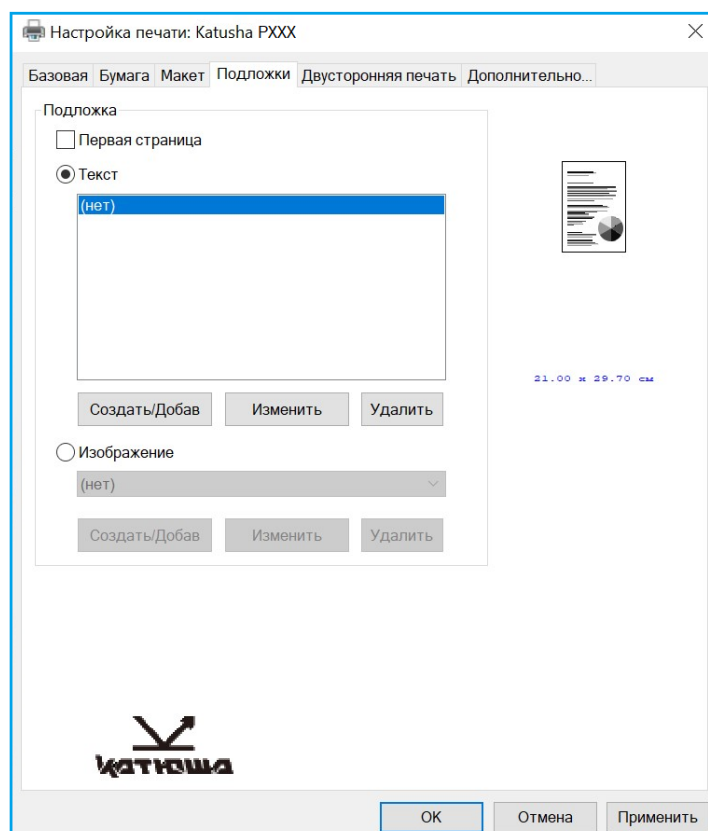 Настройка печати: Katusha PXXX
Базовая Бумага Макет Подложки Двусторонняя печать Дополнительно...
Подложка
Первая страница
Текст
(нет)
21.00 x 29.70 см
Создать/Добав Изменить Удалить
Изображение
(нет)
Создать/Добав Изменить Удалить
катюша
OK Отмена Применить